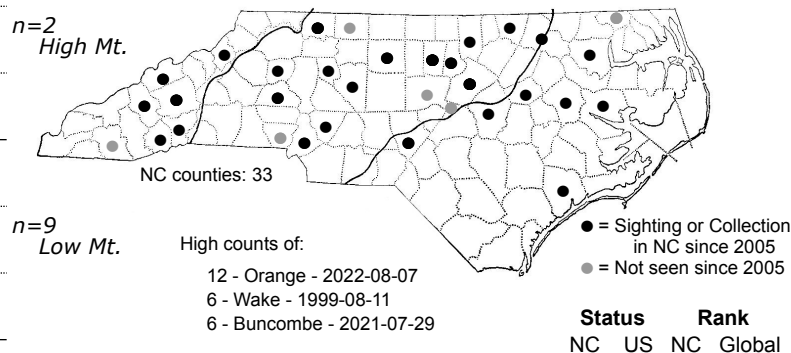 n=2
High Mt.
NC counties: 33
n=9
Low Mt.
High counts of:
12 - Orange - 2022-08-07
6 - Wake - 1999-08-11
6 - Buncombe - 2021-07-29
= Sighting or Collection
in NC since 2005
= Not seen since 2005
Status Rank
NC US NC Global